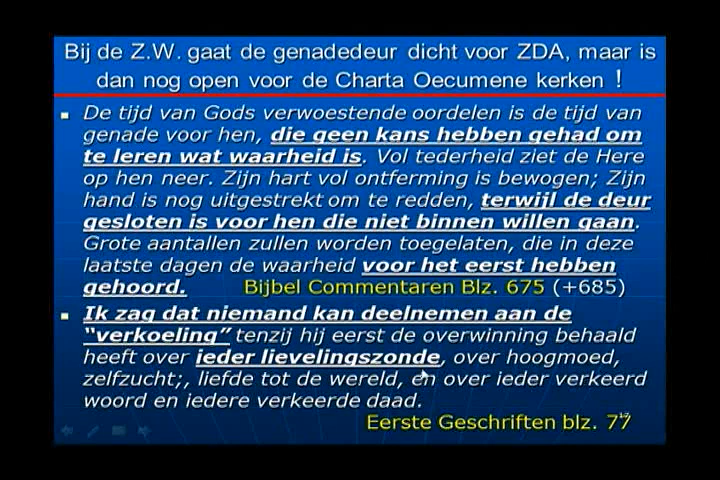 Bij de Z.W. gaat de genadedeur dicht voor ZDA, maar is
dan nog open voor de Charta Oecumene kerken !
De tijd van Gods verwoestende oordelen is de tijd van
genade voor hen, die geen kans hebben gehad om
te leren wat waarheid is. Vol tederheid ziet de Here
op hen neer. Zijn hart vol ontferming is bewogen; Zijn
hand is nog uitgestrekt om te redden, terwijl de deur
gesloten is voor hen die niet binnen willen gaan.
Grote aantallen zullen worden toegelaten, die in deze
laatste dagen de waarheid voor het eerst hebben
gehoord. Bijbel Commentaren Blz. 675 (+685)
Ik zag dat niemand kan deelnemen aan de
“verkoeling” tenzij hij eerst de overwinning behaald
heeft over ieder lievelingszonde, over hoogmoed,
zelfzucht;, liefde tot de wereld, en over ieder verkeerd
woord en iedere verkeerde daad.
Eerste Geschriften blz. 77